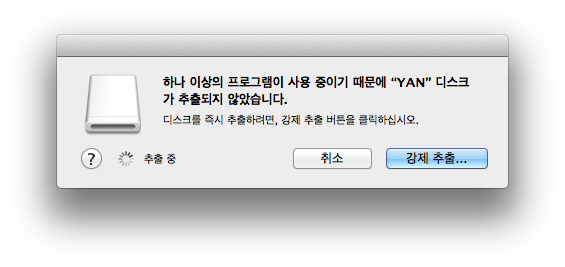 하나 이상의 프로그램이 사용 중이기 때문에 “YAN” 디스크
가 추출되지 않았습니다.
디스크를 즉시 추출하려면, 강제 추출 버튼을 클릭하십시오.
?
추출 중
취소
강제 추출...